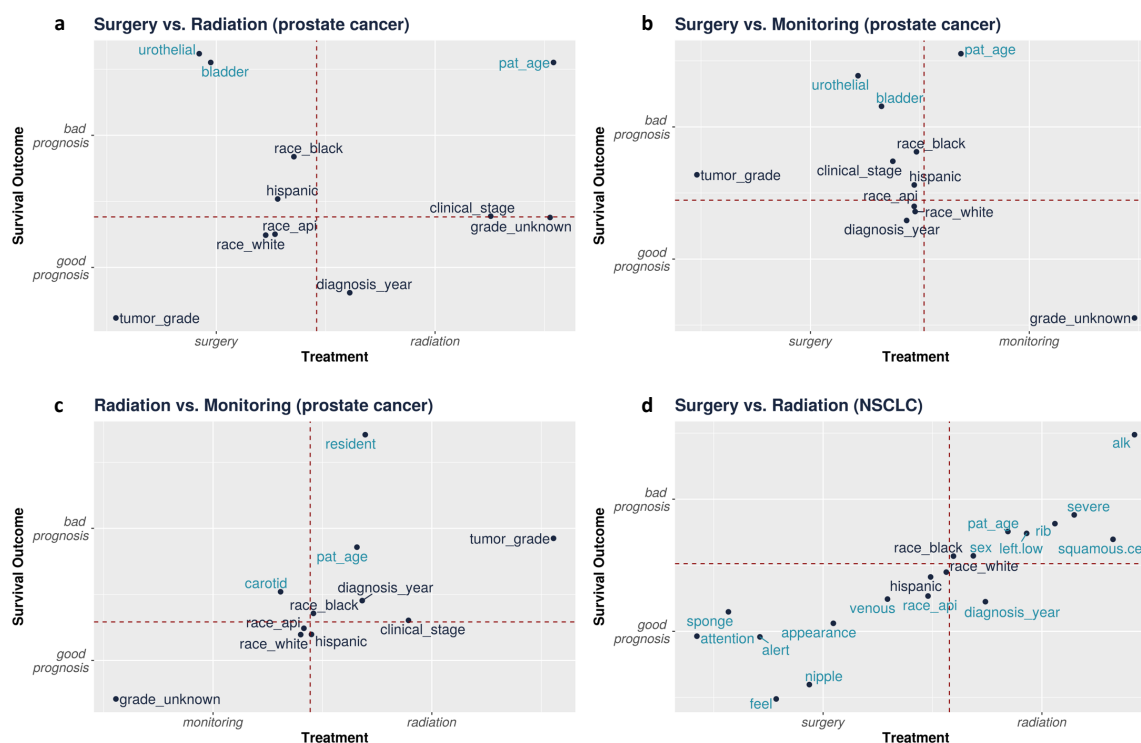 a Surgery vs. Radiation (prostate cancer)
urothelial
bladder
pat_age
race_black
hispanic
clinical_stage
grade_unknown
race_api
race_white
diagnosis_year
tumor_grade
bad
prognosis
good
prognosis
Survival Outcome
surgery
radiation
Treatment
b Surgery vs. Monitoring (prostate cancer)
pat_age
urothelial
bladder
race_black
clinical_stage
tumor_grade
hispanic
race_api
race_white
diagnosis_year
grade_unknown
bad
prognosis
good
prognosis
Survival Outcome
surgery
monitoring
Treatment
c Radiation vs. Monitoring (prostate cancer)
resident
tumor_grade
pat_age
carotid
diagnosis_year
race_black
race_api
clinical_stage
race_white
hispanic
grade_unknown
bad
prognosis
good
prognosis
Survival Outcome
monitoring
radiation
Treatment
d Surgery vs. Radiation (NSCLC)
alk
severe
pat_age
rib
left.low
squamous.ce
race_black
sex
race_white
hispanic
venous
race_api
diagnosis_year
sponge
attention
alert
appearance
nipple
feel
bad
prognosis
good
prognosis
Survival Outcome
surgery
radiation
Treatment